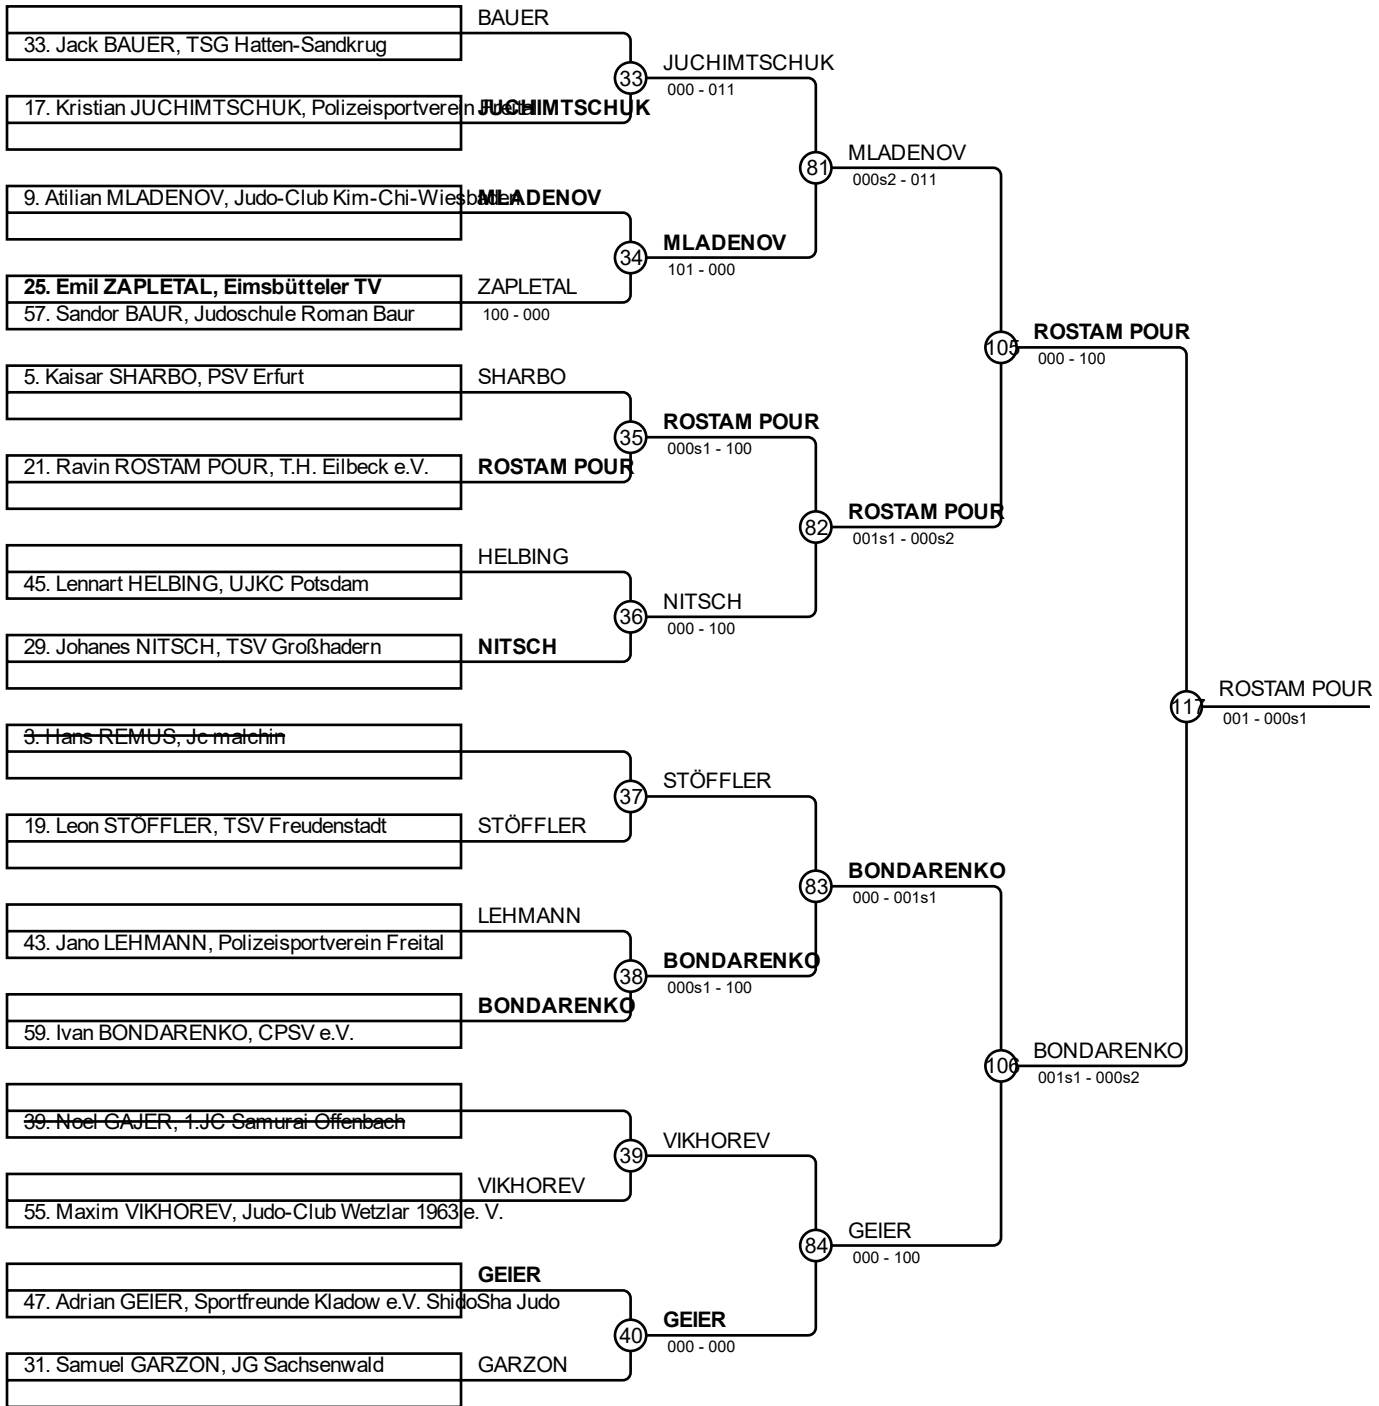 BAUER
33. Jack BAUER, TSG Hatten-Sandkrug
33
JUCHIMTSCHUK
000 - 011
17. Kristian JUCHIMTSCHUK, Polizeisportverein Freital
JUCHIMTSCHUK
81
MLADENOV
000s2 - 011
9. Atilian MLADENOV, Judo-Club Kim-Chi-Wiesbaden
MLADENOV
34
MLADENOV
101 - 000
25. Emil ZAPLETAL, Eimsbütteler TV
ZAPLETAL
57. Sandor BAUR, Judoschule Roman Baur
100 - 000
105
ROSTAM POUR
000 - 100
5. Kaisar SHARBO, PSV Erfurt
SHARBO
35
ROSTAM POUR
000s1 - 100
21. Ravin ROSTAM POUR, T.H. Eilbeck e.V.
ROSTAM POUR
82
ROSTAM POUR
001s1 - 000s2
HELBING
45. Lennart HELBING, UJKC Potsdam
36
NITSCH
000 - 100
29. Johanes NITSCH, TSV Großhadern
NITSCH
117
ROSTAM POUR
001 - 000s1
3. Hans REMUS, Jc malchin
37
STÖFFLER
19. Leon STÖFFLER, TSV Freudenstadt
STÖFFLER
83
BONDARENKO
000 - 001s1
LEHMANN
43. Jano LEHMANN, Polizeisportverein Freital
38
BONDARENKO
000s1 - 100
BONDARENKO
59. Ivan BONDARENKO, CPSV e.V.
106
BONDARENKO
001s1 - 000s2
39. Noel GAJER, 1.JC Samurai Offenbach
39
VIKHOREV
VIKHOREV
55. Maxim VIKHOREV, Judo-Club Wetzlar 1963 e. V.
84
GEIER
000 - 100
GEIER
47. Adrian GEIER, Sportfreunde Kladow e.V. ShidoSha Judo
40
GEIER
000 - 000
31. Samuel GARZON, JG Sachsenwald
GARZON